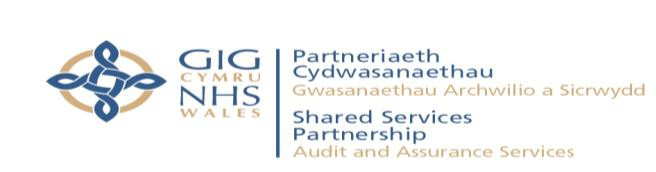 GIG
CYMRU
NHS
WALES
Partneriaeth
Cydwasanaethau
Gwasanaethau Archwilio a Sicrwydd
Shared Services
Partnership
Audit and Assurance Services